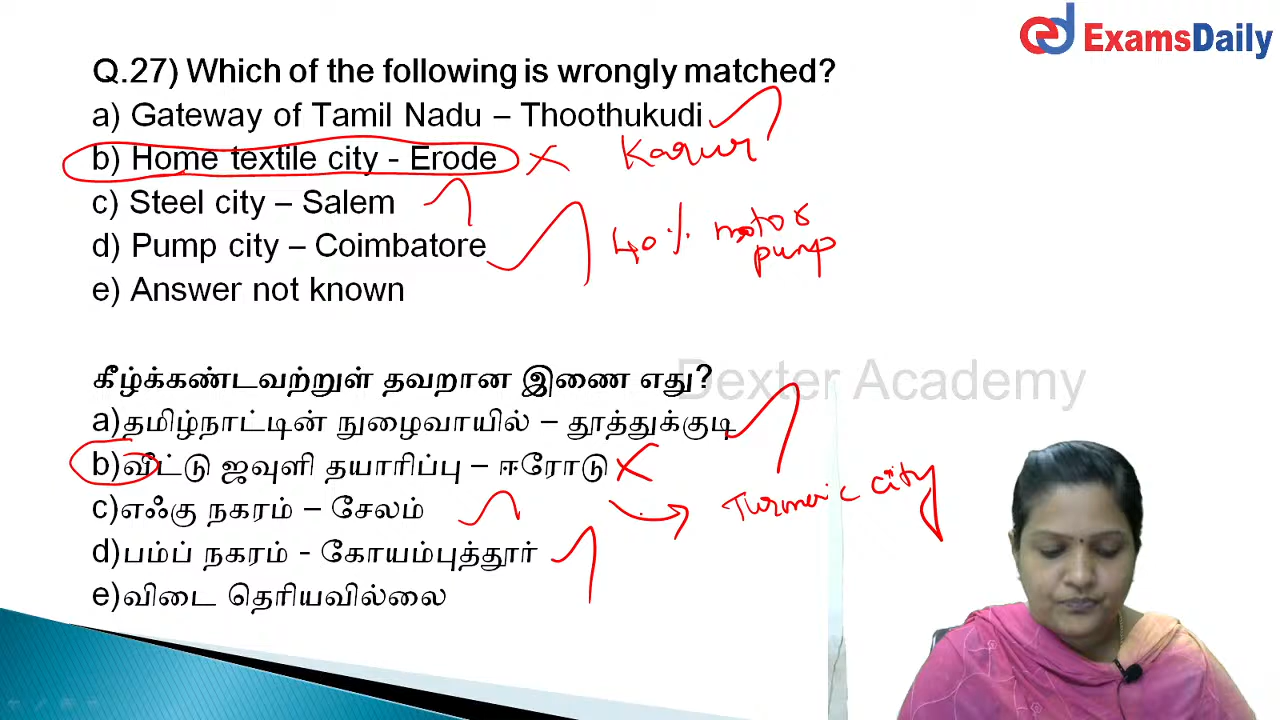 ExamsDaily
Q.27) Which of the following is wrongly matched?
a) Gateway of Tamil Nadu – Thoothukudi
b) Home textile city - Erode
Karur
c) Steel city – Salem
d) Pump city – Coimbatore
40% motor
pump
e) Answer not known
கீழ்க்கண்டவற்றுள் தவறான இணை எது?
Dexter Academy
a)தமிழ்நாட்டின் நுழைவாயில் – தூத்துக்குடி
b)வீட்டு ஜவுளி தயாரிப்பு – ஈரோடு
Turmeric city
c)எஃகு நகரம் – சேலம்
d)பம்ப் நகரம் - கோயம்புத்தூர்
e)விடை தெரியவில்லை